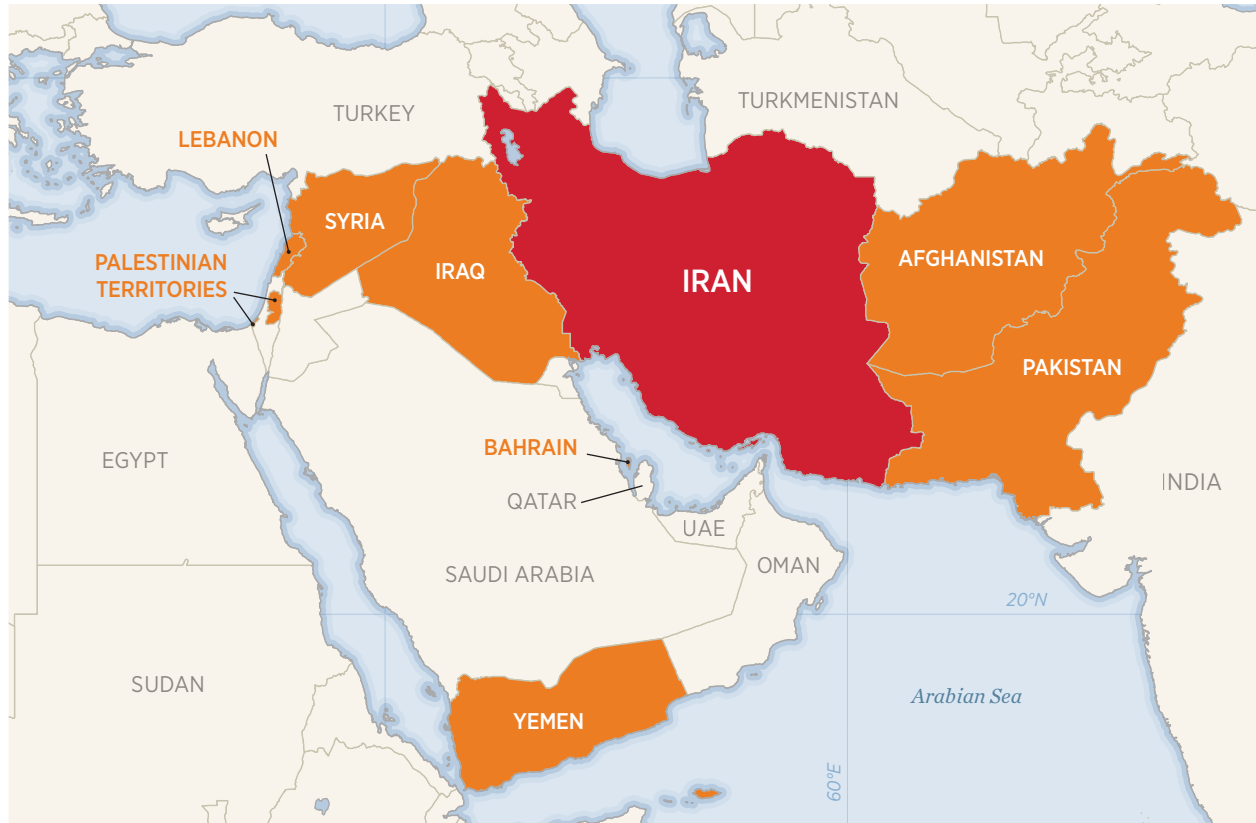 TURKEY
TURKMENISTAN
LEBANON
SYRIA
PALESTINIAN
TERRITORIES
IRAQ
IRAN
AFGHANISTAN
PAKISTAN
EGYPT
BAHRAIN
QATAR
INDIA
UAE
SAUDI ARABIA
OMAN
20°N
SUDAN
YEMEN
Arabian Sea
60°E